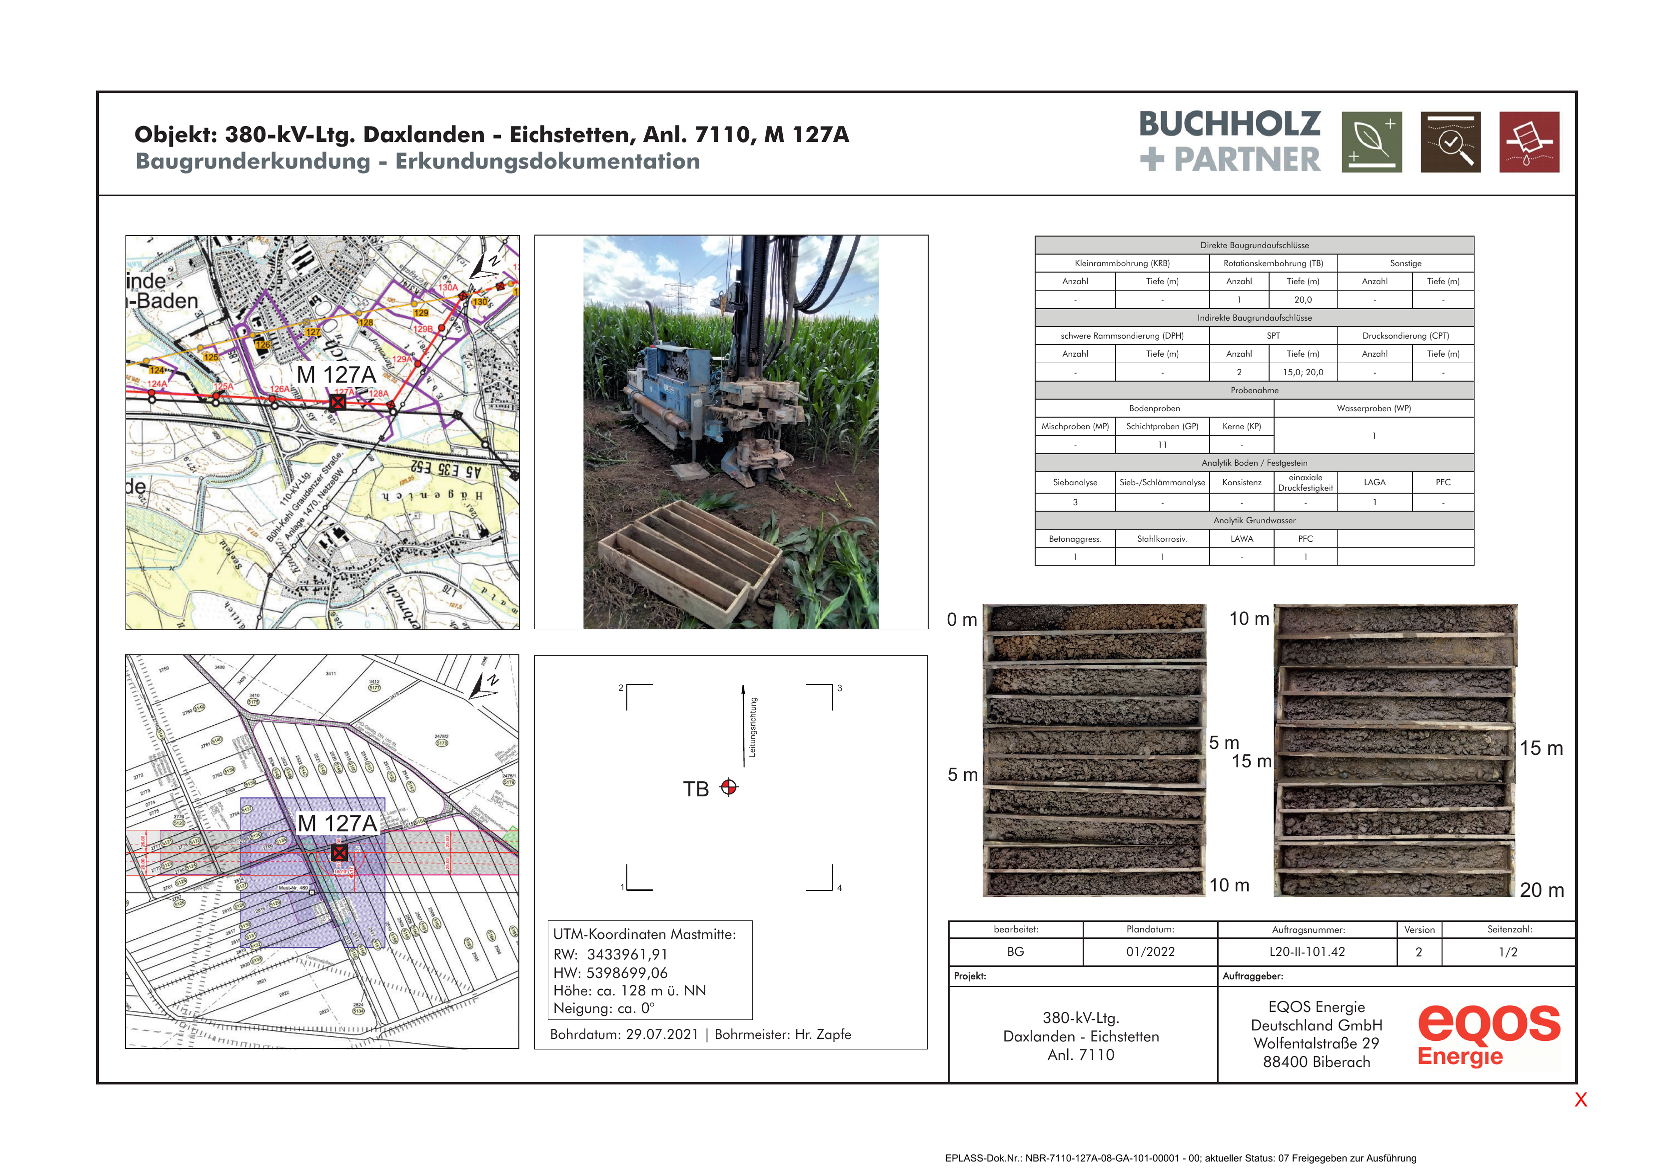 Objekt: 380-kV-Ltg. Daxlanden - Eichstetten, Anl. 7110, M 127A
Baugrunderkundung - Erkundungsdokumentation
BUCHHOLZ
+ PARTNER
inde
n-Baden
de
M 127A
124
125
126
127
128
129
130
124A
125A
126A
127A
128A
129A
129B
130A
A5 E35 E52
Hägenich
110-kV-Ltg.
Bühl-Kehl Graudenzer Straße,
Anlage 1470, NetzeBW
N
Direkte Baugrundaufschlüsse
Kleinrammbohrung (KRB) Rotationskernbohrung (TB) Sonstige
Anzahl Tiefe (m) Anzahl Tiefe (m) Anzahl Tiefe (m)
- - 1 20,0 - -
Indirekte Baugrundaufschlüsse
schwere Rammsondierung (DPH) SPT Drucksondierung (CPT)
Anzahl Tiefe (m) Anzahl Tiefe (m) Anzahl Tiefe (m)
- - 2 15,0; 20,0 - -
Probenahme
Bodenproben Wasserproben (WP)
Mischproben (MP) Schichtproben (GP) Kerne (KP)
1
- 11 -
Analytik Boden / Festgestein
Siebanalyse Sieb-/Schlämmanalyse Konsistenz einaxiale Druckfestigkeit LAGA PFC
3 - - - 1 -
Analytik Grundwasser
Betonaggress. Stahlkorrosiv. LAWA PFC
1 1 - 1
0 m
5 m
5 m
10 m
10 m
15 m
15 m
20 m
M 127A
Mast-Nr. 460
N
2
3
1
4
Leitungsrichtung
TB
UTM-Koordinaten Mastmitte:
RW: 3433961,91
HW: 5398699,06
Höhe: ca. 128 m ü. NN
Neigung: ca. 0°
Bohrdatum: 29.07.2021 | Bohrmeister: Hr. Zapfe
bearbeitet: Plandatum: Auftragsnummer: Version Seitenzahl:
BG 01/2022 L20-II-101.42 2 1/2
Projekt: Auftraggeber:
380-kV-Ltg.
Daxlanden - Eichstetten
Anl. 7110
EQOS Energie
Deutschland GmbH
Wolfentalstraße 29
88400 Biberach
eqos
Energie
X
EPLASS-Dok.Nr.: NBR-7110-127A-08-GA-101-00001 - 00; aktueller Status: 07 Freigegeben zur Ausführung